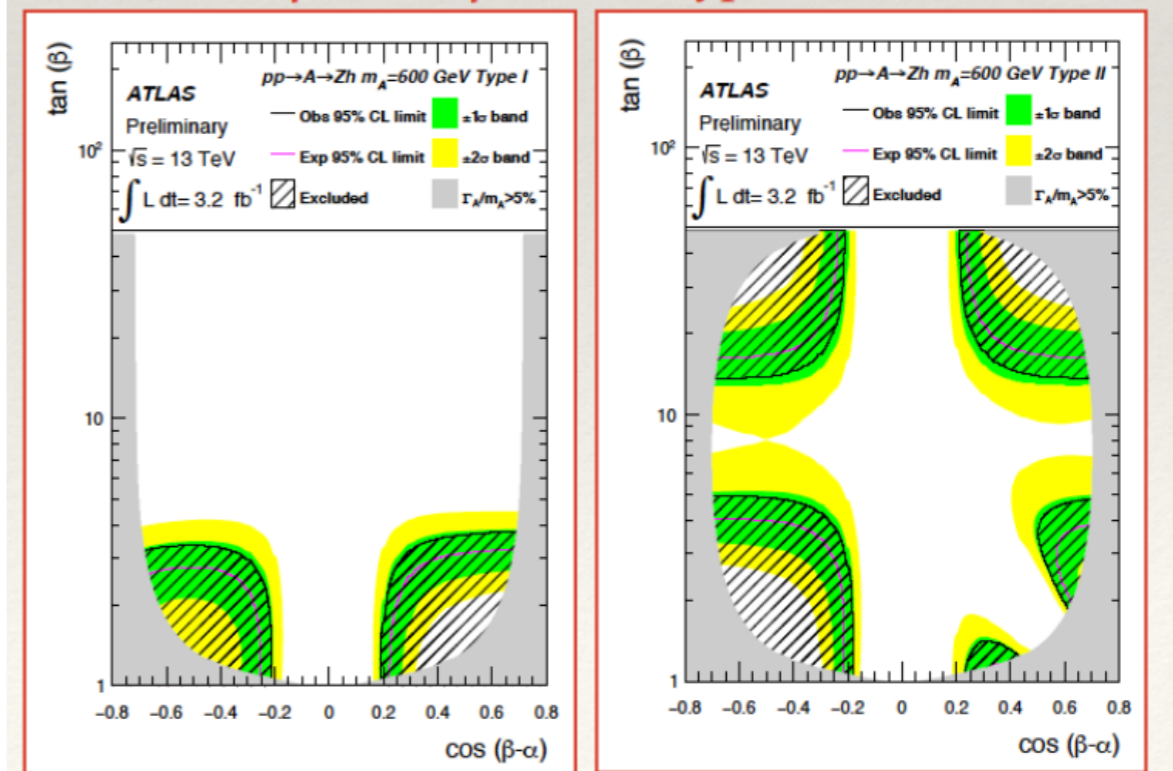 pp→A→Zh m_A=600 GeV Type I
ATLAS
Preliminary
√s = 13 TeV
∫ L dt= 3.2 fb⁻¹
Obs 95% CL limit
±1σ band
Exp 95% CL limit
±2σ band
Excluded
Γ_A/m_A>5%
tan (β)
10²
10
1
−0.8 −0.6 −0.4 −0.2 0 0.2 0.4 0.6 0.8
cos (β-α)
pp→A→Zh m_A=600 GeV Type II
ATLAS
Preliminary
√s = 13 TeV
∫ L dt= 3.2 fb⁻¹
Obs 95% CL limit
±1σ band
Exp 95% CL limit
±2σ band
Excluded
Γ_A/m_A>5%
tan (β)
10²
10
1
−0.8 −0.6 −0.4 −0.2 0 0.2 0.4 0.6 0.8
cos (β-α)